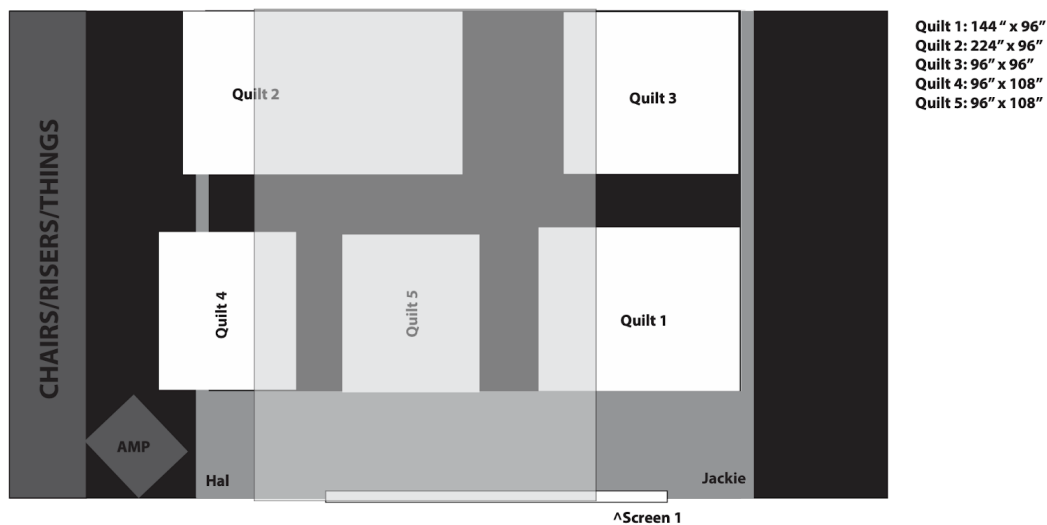 Quilt 1: 144 “ x 96”
Quilt 2: 224” x 96”
Quilt 3: 96” x 96”
Quilt 4: 96” x 108”
Quilt 5: 96” x 108”
Quilt 2
Quilt 3
CHAIRS/RISERS/THINGS
Quilt 4
Quilt 5
Quilt 1
AMP
Hal
Jackie
^Screen 1